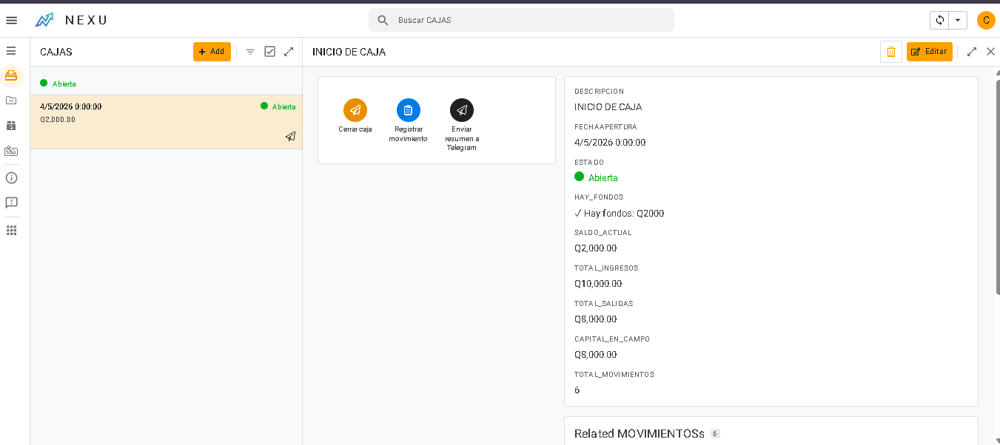 NEXU
Buscar CAJAS
C
CAJAS
+ Add
INICIO DE CAJA
Editar
Abierta
4/5/2026 0:00:00
Abierta
Q2,000.00
Cerrar caja
Registrar
movimiento
Enviar
resumen a
Telegram
DESCRIPCION
INICIO DE CAJA
FECHAAPERTURA
4/5/2026 0:00:00
ESTADO
Abierta
HAY_FONDOS
✓ Hay fondos: Q2000
SALDO_ACTUAL
Q2,000.00
TOTAL_INGRESOS
Q10,000.00
TOTAL_SALIDAS
Q8,000.00
CAPITAL_EN_CAMPO
Q8,000.00
TOTAL_MOVIMIENTOS
6
Related MOVIMIENTOSs 6